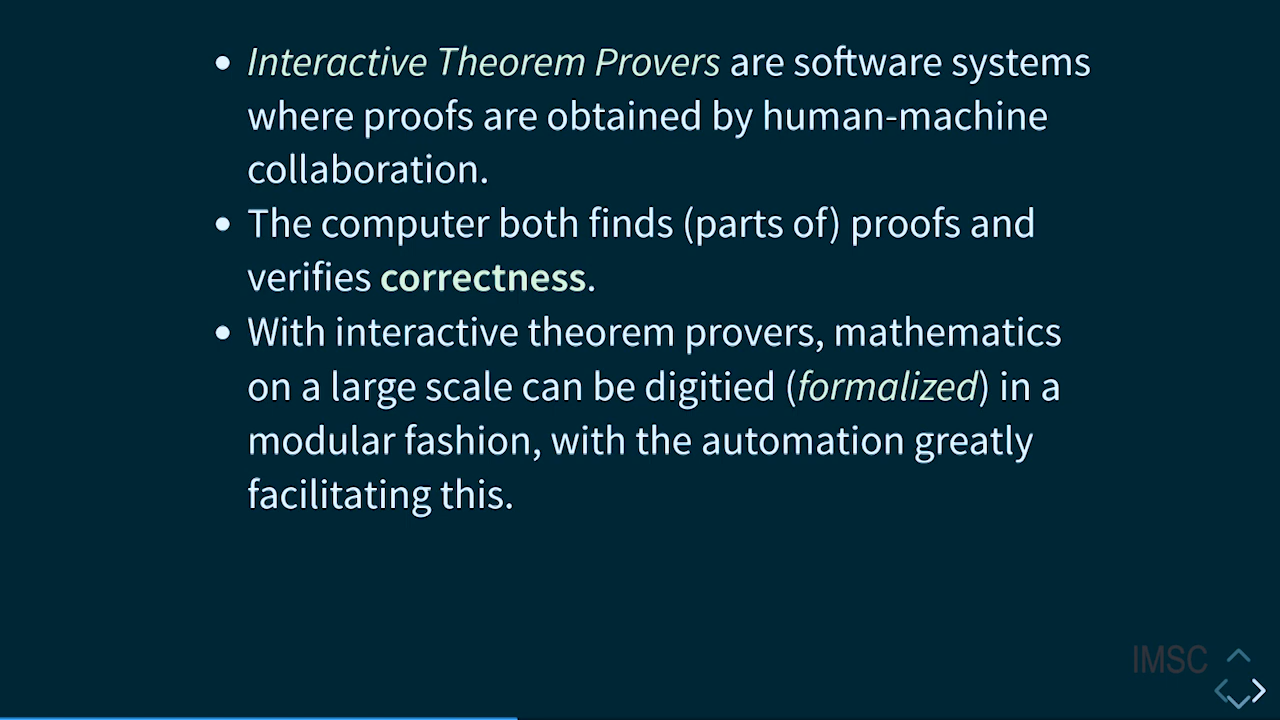 • Interactive Theorem Provers are software systems
where proofs are obtained by human-machine
collaboration.
• The computer both finds (parts of) proofs and
verifies correctness.
• With interactive theorem provers, mathematics
on a large scale can be digitied (formalized) in a
modular fashion, with the automation greatly
facilitating this.
IMSC